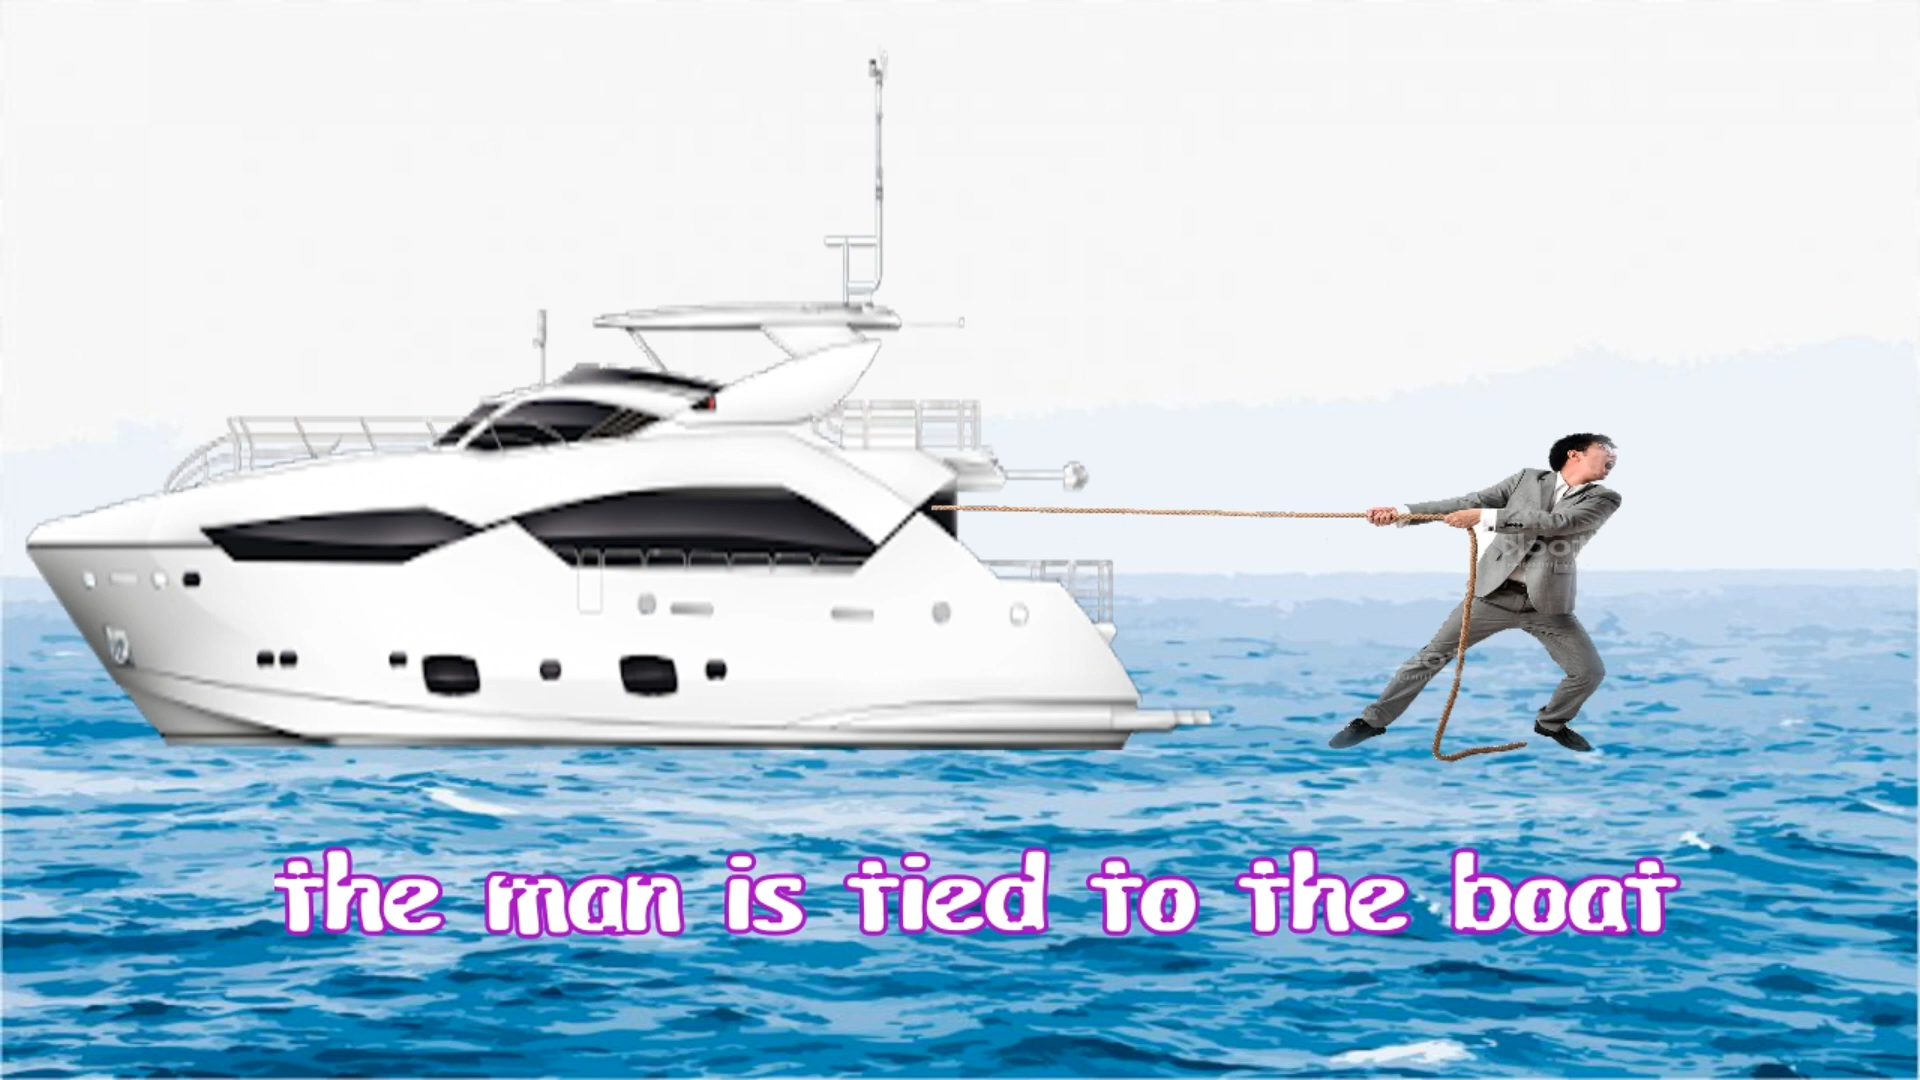 the man is tied to the boat